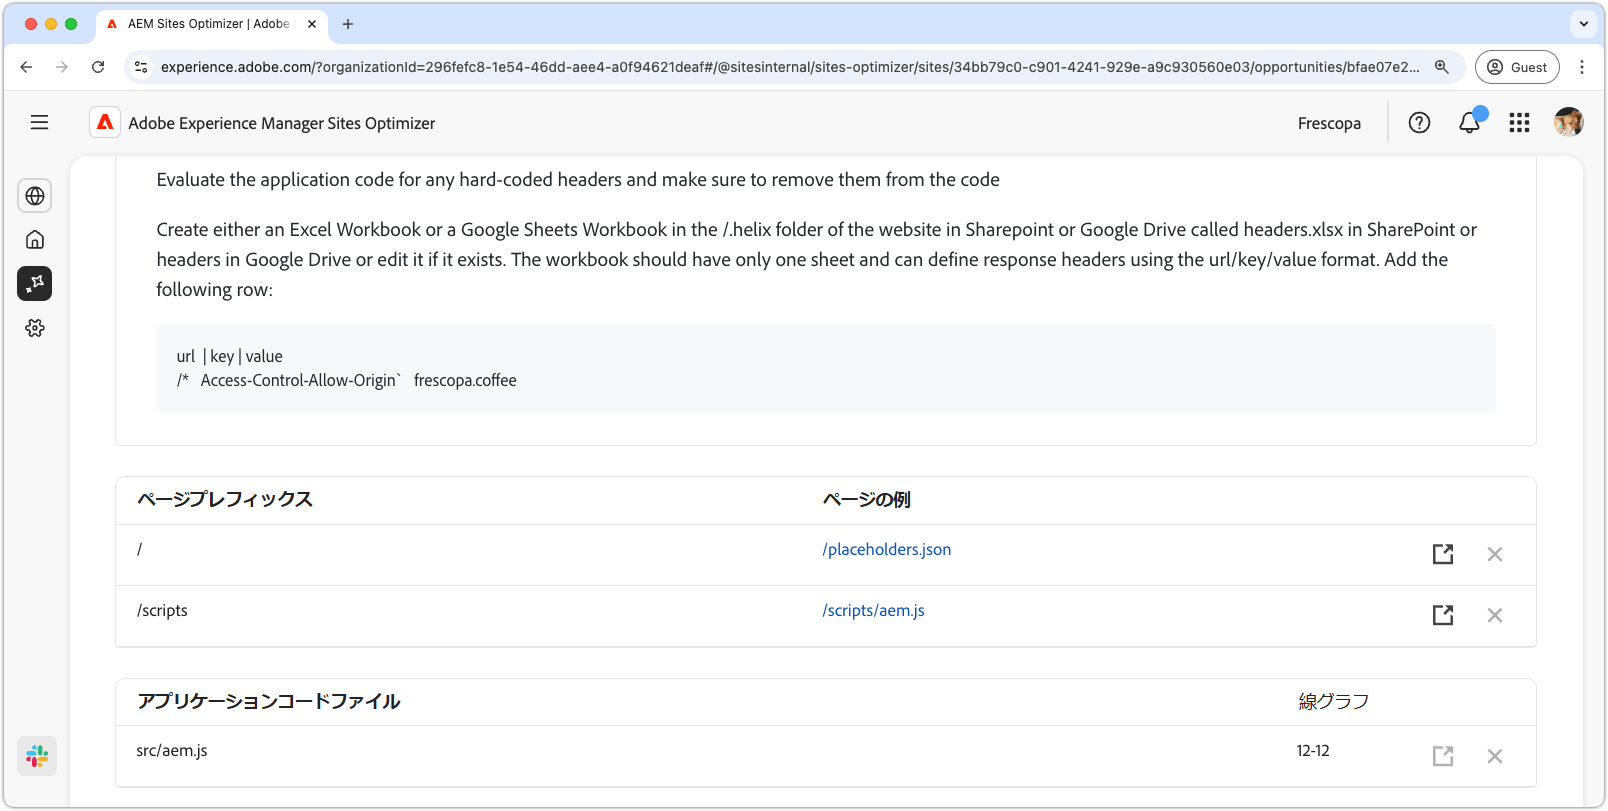 AEM Sites Optimizer | Adobe
experience.adobe.com/?organizationId=296fefc8-1e54-46dd-aee4-a0f94621deaf#/@sitesinternal/sites-optimizer/sites/34bb79c0-c901-4241-929e-a9c930560e03/opportunities/bfae07e2...
Guest
Adobe Experience Manager Sites Optimizer
Frescopa
Evaluate the application code for any hard-coded headers and make sure to remove them from the code
Create either an Excel Workbook or a Google Sheets Workbook in the /.helix folder of the website in Sharepoint or Google Drive called headers.xlsx in SharePoint or
headers in Google Drive or edit it if it exists. The workbook should have only one sheet and can define response headers using the url/key/value format. Add the
following row:
url | key | value
/* Access-Control-Allow-Origin` frescopa.coffee
ページプレフィックス ページの例
/ /placeholders.json
/scripts /scripts/aem.js
アプリケーションコードファイル 線グラフ
src/aem.js 12-12